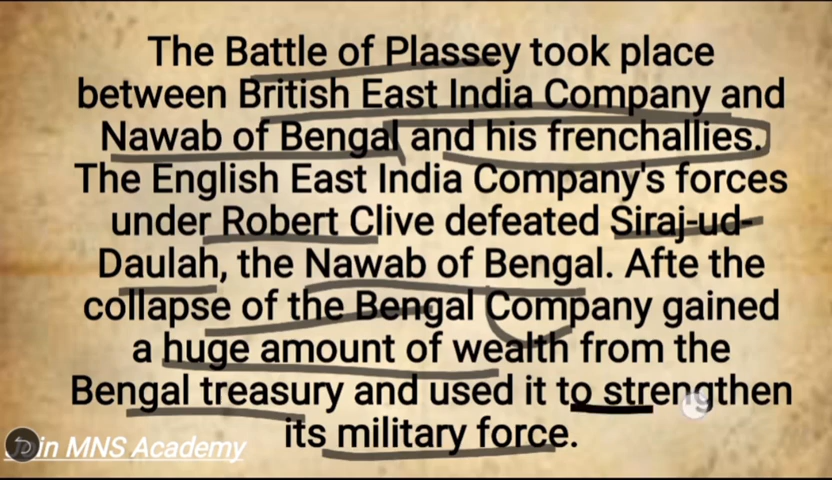 The Battle of Plassey took place
between British East India Company and
Nawab of Bengal and his frenchallies.
The English East India Company's forces
under Robert Clive defeated Siraj-ud-
Daulah, the Nawab of Bengal. Afte the
collapse of the Bengal Company gained
a huge amount of wealth from the
Bengal treasury and used it to strengthen
its military force.
in MNS Academy